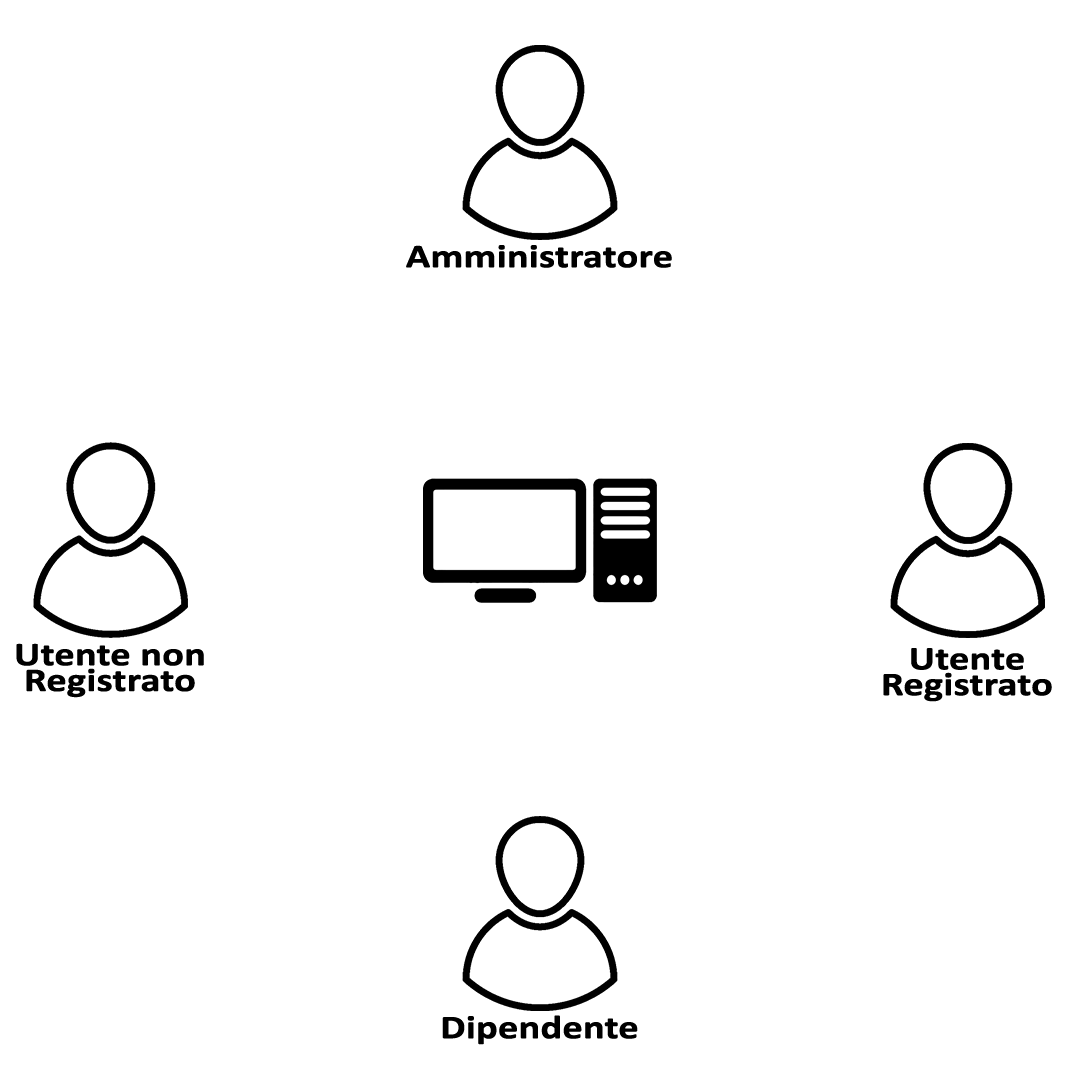 Amministratore
Utente non
Registrato
Utente
Registrato
Dipendente